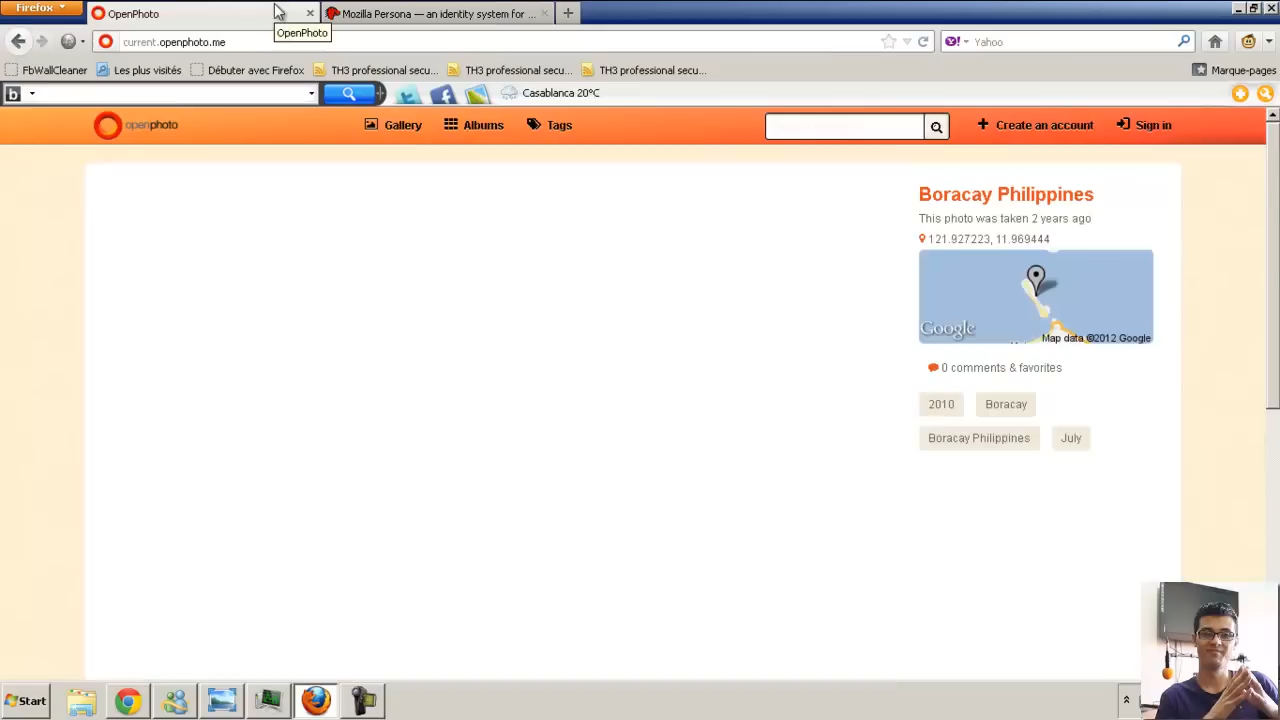 Firefox
OpenPhoto
Mozilla Persona — an identity system for ...
OpenPhoto
current.openphoto.me
Yahoo
FbWallCleaner
Les plus visités
Débuter avec Firefox
TH3 professional secu...
TH3 professional secu...
TH3 professional secu...
Marque-pages
b
Casablanca 20°C
openphoto
Gallery
Albums
Tags
Create an account
Sign in
Boracay Philippines
This photo was taken 2 years ago
121.927223, 11.969444
Google
Map data ©2012 Google
0 comments & favorites
2010
Boracay
Boracay Philippines
July
Start